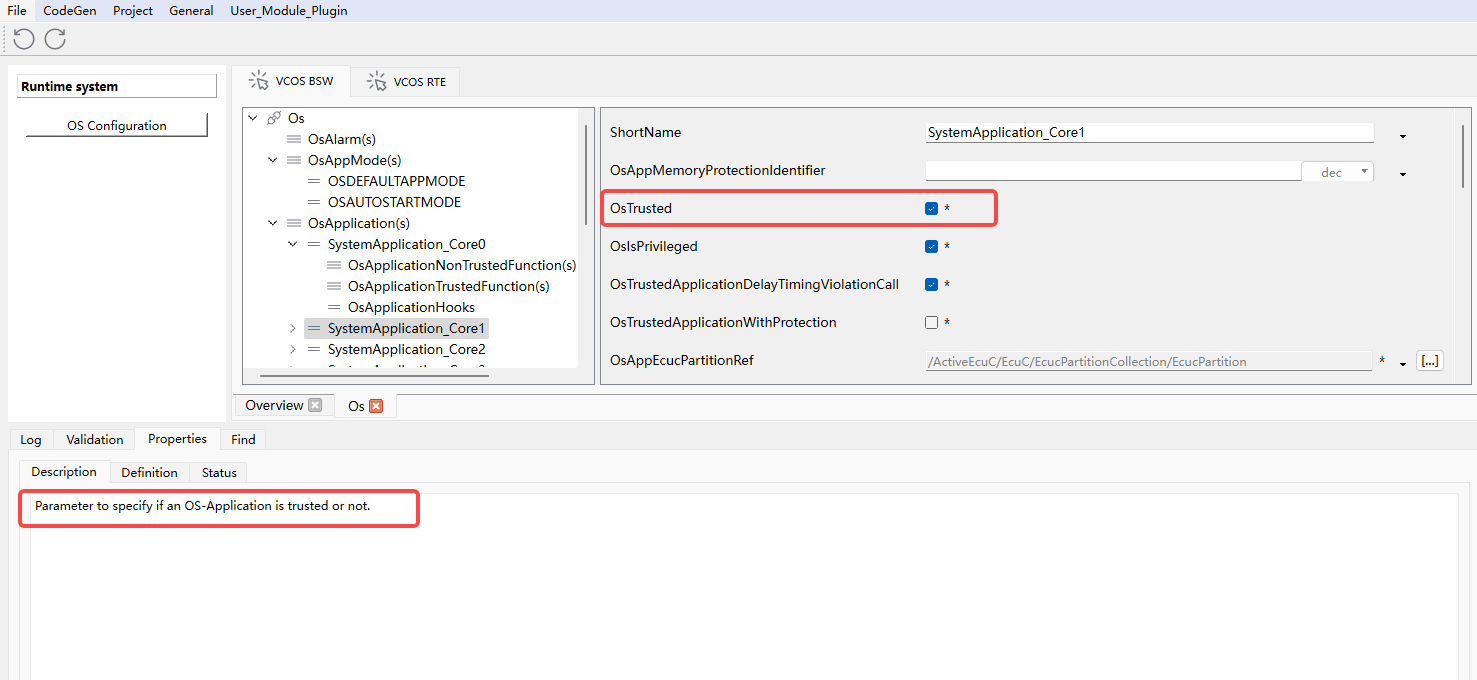 File CodeGen Project General User_Module_Plugin
Runtime system
OS Configuration
VCOS BSW VCOS RTE
Os
OsAlarm(s)
OsAppMode(s)
OSDEFAULTAPPMODE
OSAUTOSTARTMODE
OsApplication(s)
SystemApplication_Core0
OsApplicationNonTrustedFunction(s)
OsApplicationTrustedFunction(s)
OsApplicationHooks
SystemApplication_Core1
SystemApplication_Core2
ShortName SystemApplication_Core1
OsAppMemoryProtectionIdentifier dec
OsTrusted *
OsIsPrivileged *
OsTrustedApplicationDelayTimingViolationCall *
OsTrustedApplicationWithProtection *
OsAppEcucPartitionRef /ActiveEcuC/EcuC/EcucPartitionCollection/EcucPartition * [...]
Overview Os
Log Validation Properties Find
Description Definition Status
Parameter to specify if an OS-Application is trusted or not.